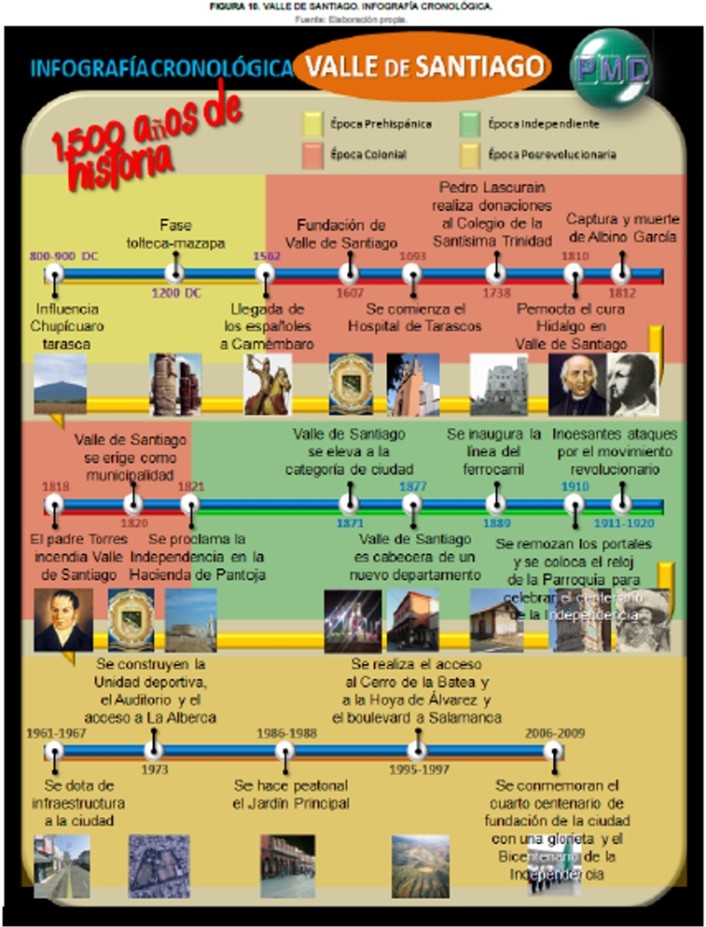 FIGURA 10. VALLE DE SANTIAGO. INFOGRAFÍA CRONOLÓGICA.
Fuente: Elaboración propia.
INFOGRAFÍA CRONOLÓGICA VALLE DE SANTIAGO
PMD
1,500 años de
historia
Época Prehispánica
Época Independiente
Época Colonial
Época Posrevolucionaria
Fase
tolteca-mazapa
Fundación de
Valle de Santiago
Pedro Lascurain
realiza donaciones
al Colegio de la
Santísima Trinidad
Captura y muerte
de Albino García
800-900 DC
1200 DC
1562
1607
1693
1738
1810
1812
Influencia
Chupícuaro
tarasca
Llegada de
los españoles
a Camémbaro
Se comienza el
Hospital de Tarascos
Pernocta el cura
Hidalgo en
Valle de Santiago
Valle de Santiago
se erige como
municipalidad
Valle de Santiago
se eleva a la
categoría de ciudad
Se inaugura la
línea del
ferrocarril
Incesantes ataques
por el movimiento
revolucionario
1818
1820
1821
1871
1877
1889
1910
1911-1920
El padre Torres
incendia Valle
de Santiago
Se proclama la
Independencia en la
Hacienda de Pantoja
Valle de Santiago
es cabecera de un
nuevo departamento
Se remozan los portales
y se coloca el reloj
de la Parroquia para
celebrar el centenario
de la Independencia
Se construyen la
Unidad deportiva,
el Auditorio y el
acceso a La Alberca
Se realiza el acceso
al Cerro de la Batea y
a la Hoya de Álvarez y
el boulevard a Salamanca
1961-1967
1973
1986-1988
1995-1997
2006-2009
Se dota de
infraestructura
a la ciudad
Se hace peatonal
el Jardín Principal
Se conmemoran el
cuarto centenario de
fundación de la ciudad
con una glorieta y el
Bicentenario de la
Independencia